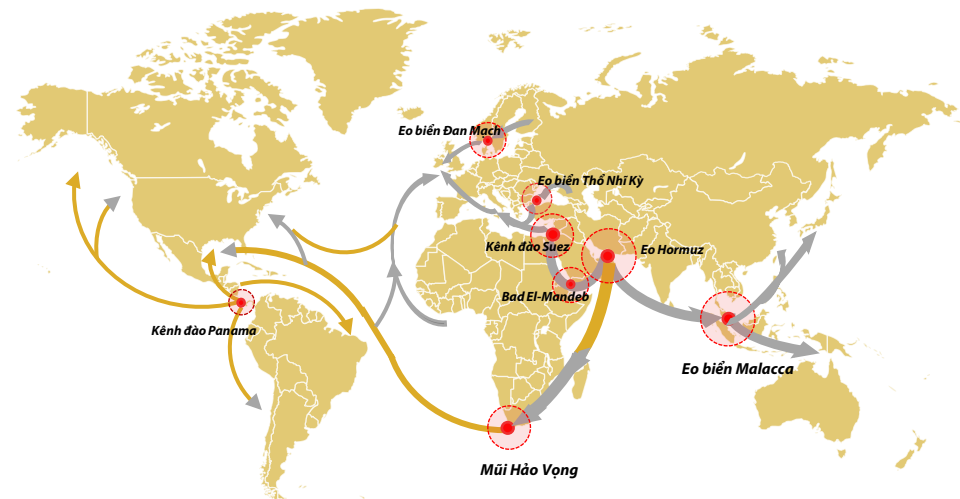 Eo biển Đan Mạch
Eo biển Thổ Nhĩ Kỳ
Kênh đào Suez
Eo Hormuz
Bad El-Mandeb
Kênh đào Panama
Eo biển Malacca
Mũi Hảo Vọng